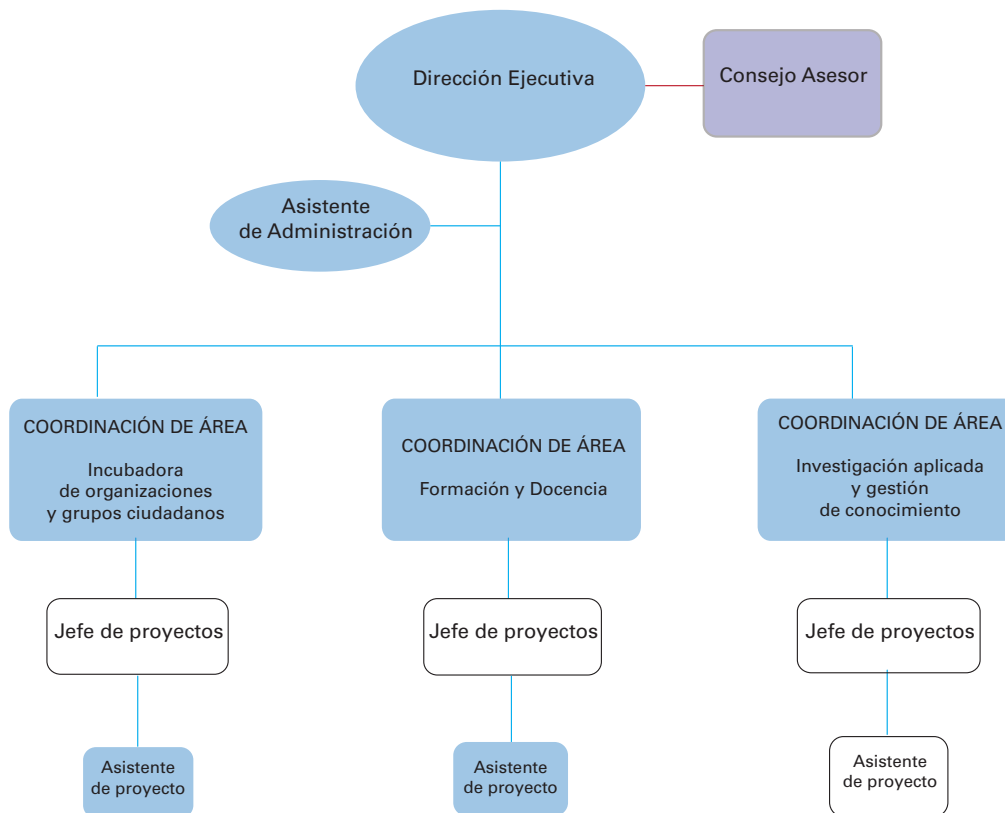 Dirección Ejecutiva
Consejo Asesor
Asistente
de Administración
COORDINACIÓN DE ÁREA
Incubadora
de organizaciones
y grupos ciudadanos
COORDINACIÓN DE ÁREA
Formación y Docencia
COORDINACIÓN DE ÁREA
Investigación aplicada
y gestión
de conocimiento
Jefe de proyectos
Jefe de proyectos
Jefe de proyectos
Asistente
de proyecto
Asistente
de proyecto
Asistente
de proyecto